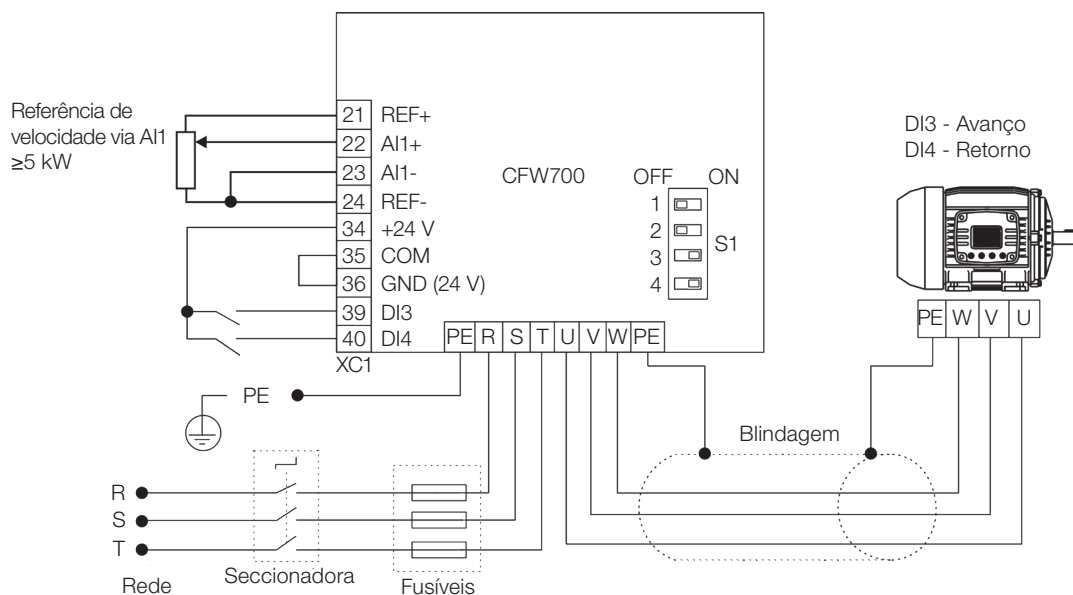 Referência de
velocidade via AI1
≥5 kW
21 REF+
22 AI1+
23 AI1-
24 REF-
34 +24 V
35 COM
36 GND (24 V)
39 DI3
40 DI4
XC1
CFW700
OFF ON
1
2
3
4
S1
DI3 - Avanço
DI4 - Retorno
PE R S T U V W PE
PE W V U
PE
Blindagem
R
S
T
Rede
Seccionadora
Fusíveis